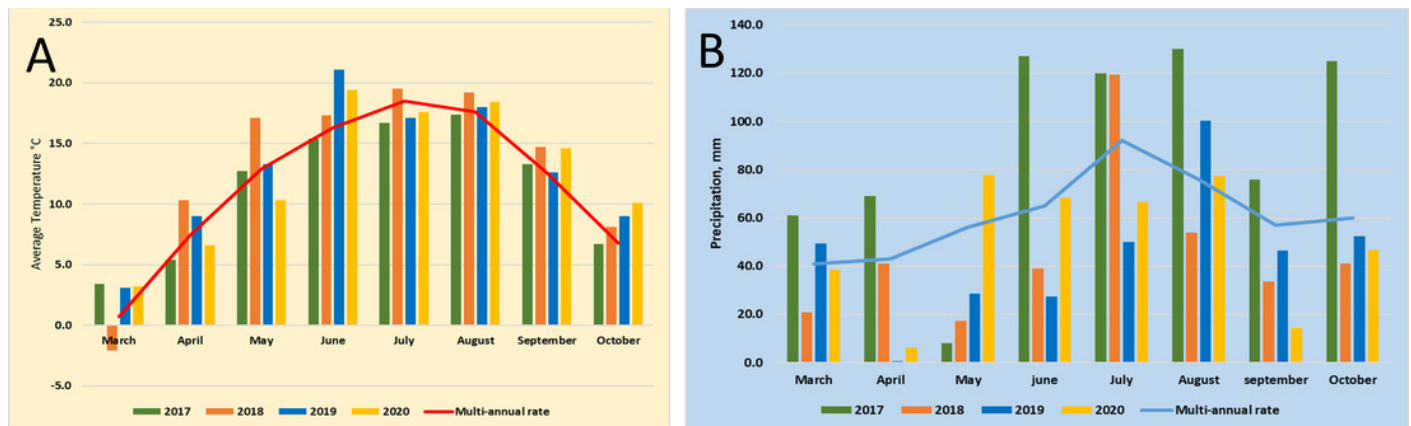 A
Average Temperature °C
25.0
20.0
15.0
10.0
5.0
0.0
-5.0
March April May June July August September October
2017 2018 2019 2020 Multi-annual rate
B
Precipitation, mm
140.0
120.0
100.0
80.0
60.0
40.0
20.0
0.0
March April May june July August september October
2017 2018 2019 2020 Multi-annual rate